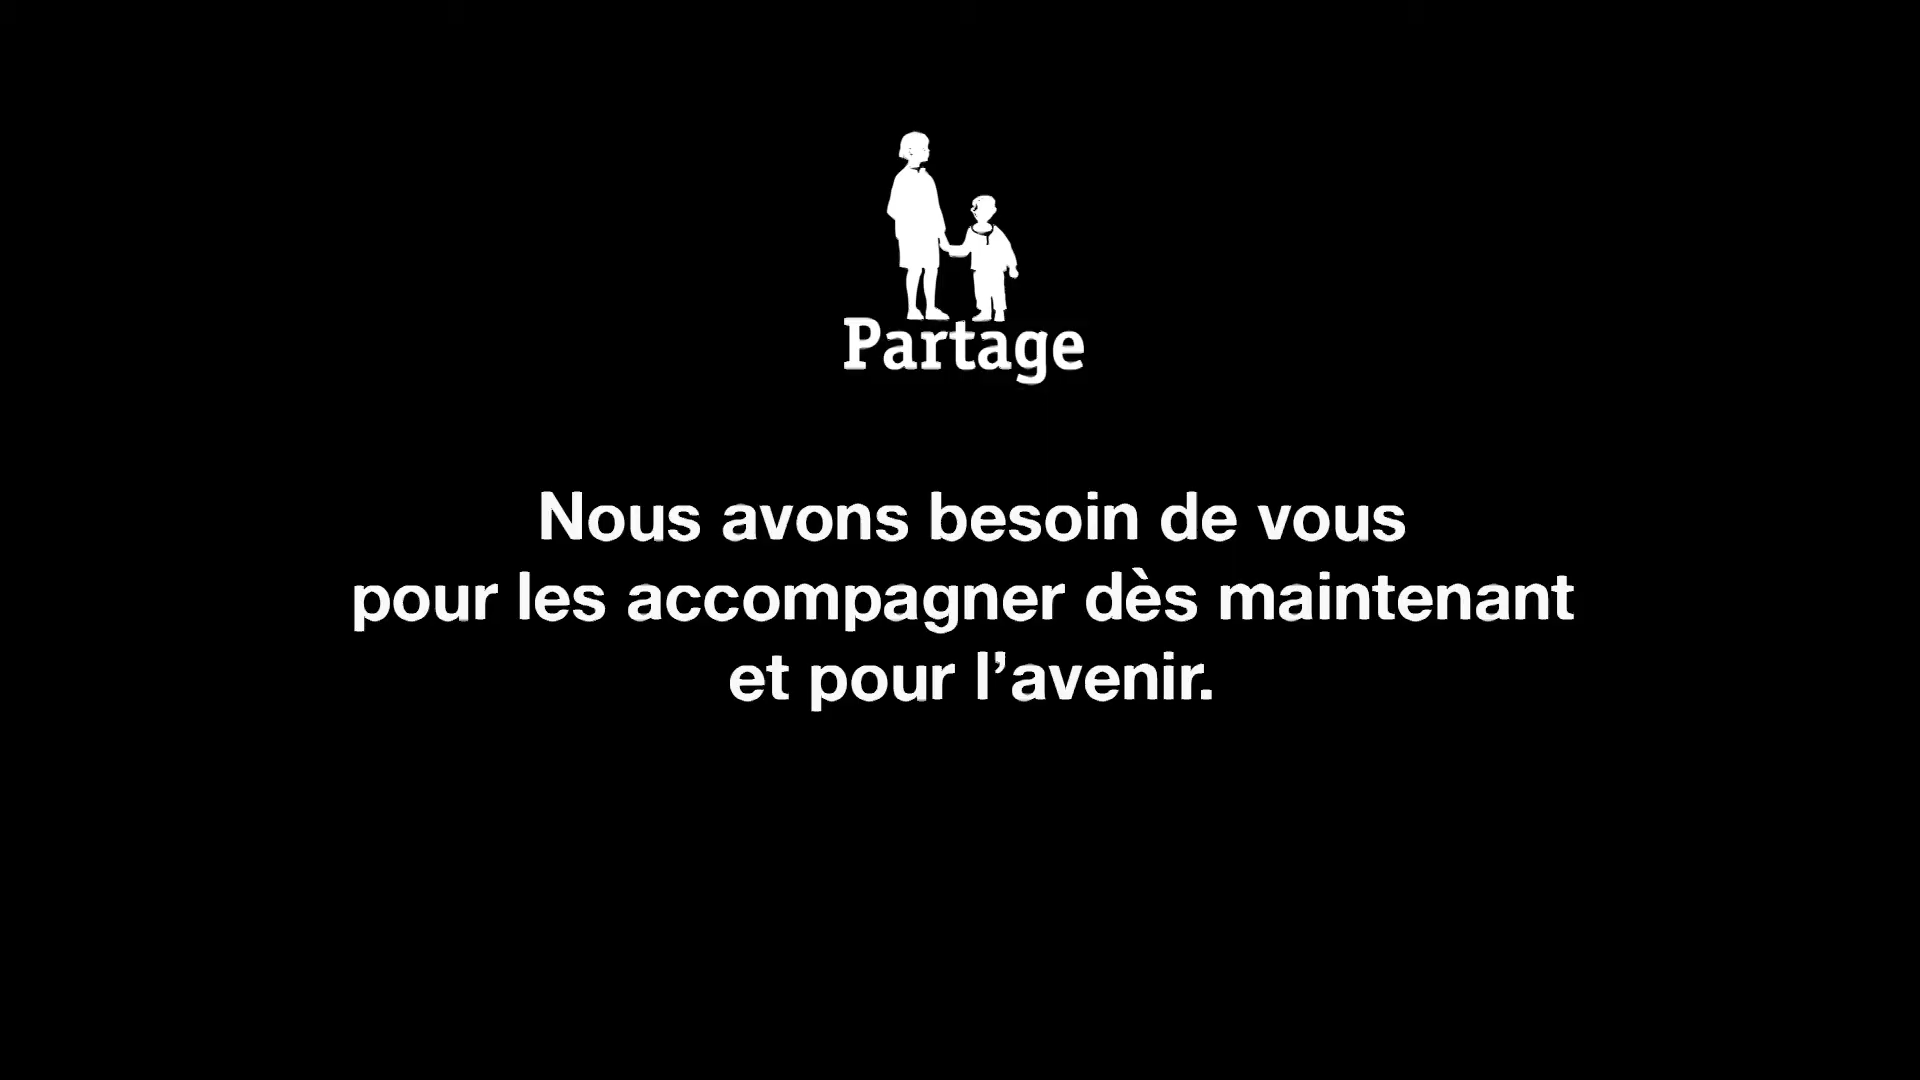 Partage
Nous avons besoin de vous
pour les accompagner dès maintenant
et pour l’avenir.